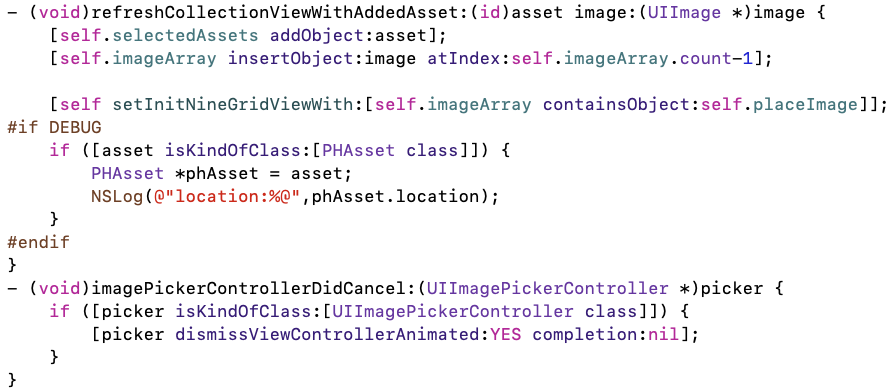 - (void)refreshCollectionViewWithAddedAsset:(id)asset image:(UIImage *)image {
    [self.selectedAssets addObject:asset];
    [self.imageArray insertObject:image atIndex:self.imageArray.count-1];

    [self setInitNineGridViewWith:[self.imageArray containsObject:self.placeImage]];
#if DEBUG
    if ([asset isKindOfClass:[PHAsset class]]) {
        PHAsset *phAsset = asset;
        NSLog(@"location:%@",phAsset.location);
    }
#endif
}
- (void)imagePickerControllerDidCancel:(UIImagePickerController *)picker {
    if ([picker isKindOfClass:[UIImagePickerController class]]) {
        [picker dismissViewControllerAnimated:YES completion:nil];
    }
}